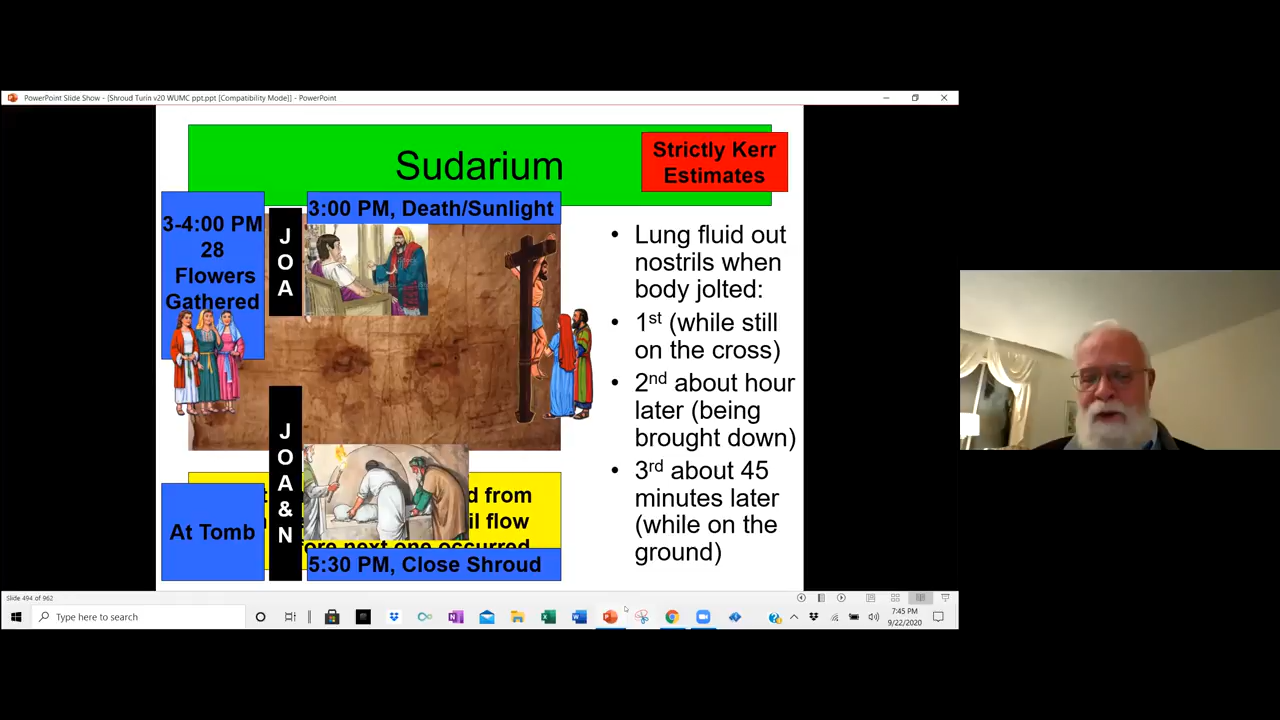 PowerPoint Slide Show - [Shroud Turin v20 WUMC ppt.ppt [Compatibility Mode]] - PowerPoint
Sudarium
Strictly Kerr
Estimates
3-4:00 PM
28
Flowers
Gathered
J
O
A
3:00 PM, Death/Sunlight
• Lung fluid out
nostrils when
body jolted:
• 1st (while still
on the cross)
• 2nd about hour
later (being
brought down)
• 3rd about 45
minutes later
(while on the
ground)
At Tomb
J
O
A
&
N
from
flow
next one occurred
5:30 PM, Close Shroud
Slide 494 of 962
Type here to search
7:45 PM
9/22/2020